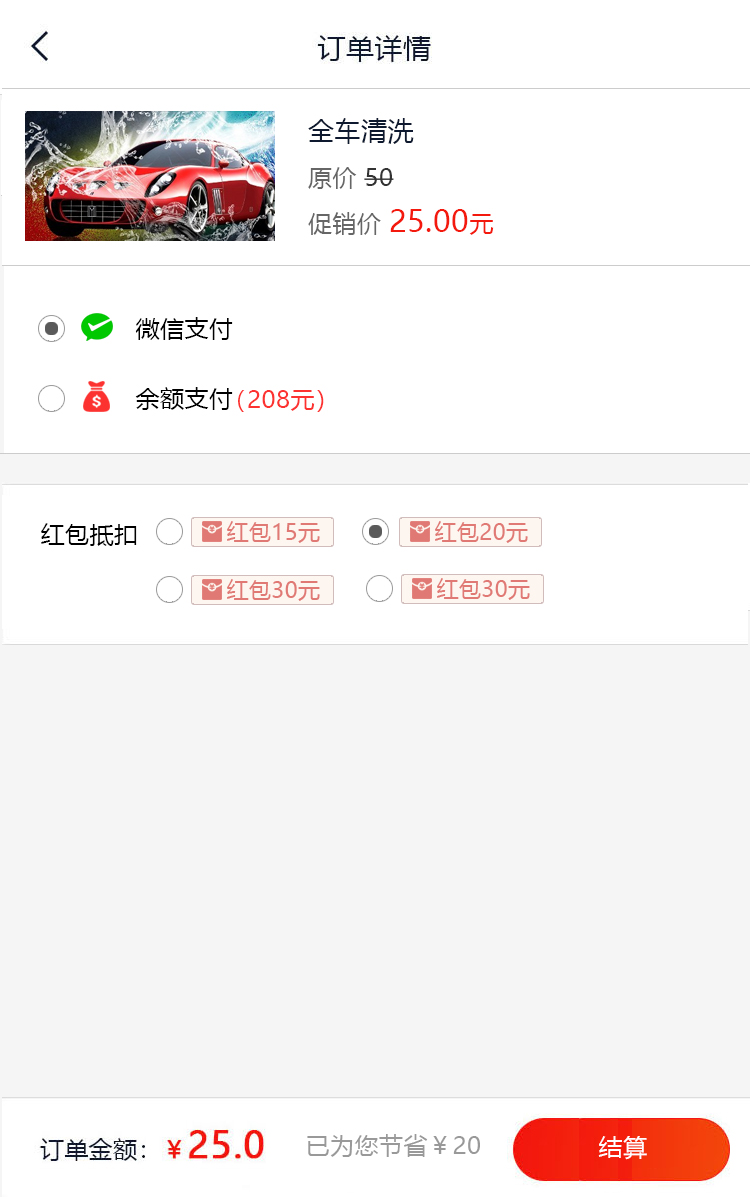 订单详情
全车清洗
原价 50
促销价 25.00元
微信支付
余额支付(208元)
红包抵扣 红包15元 红包20元
红包30元 红包30元
订单金额: ¥25.0 已为您节省¥20 结算